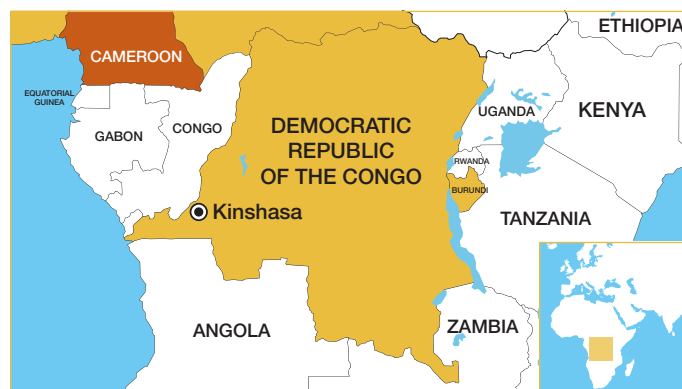 ETHIOPIA
CAMEROON
EQUATORIAL
GUINEA
UGANDA
KENYA
GABON
CONGO
DEMOCRATIC
REPUBLIC
OF THE CONGO
RWANDA
BURUNDI
Kinshasa
TANZANIA
ANGOLA
ZAMBIA